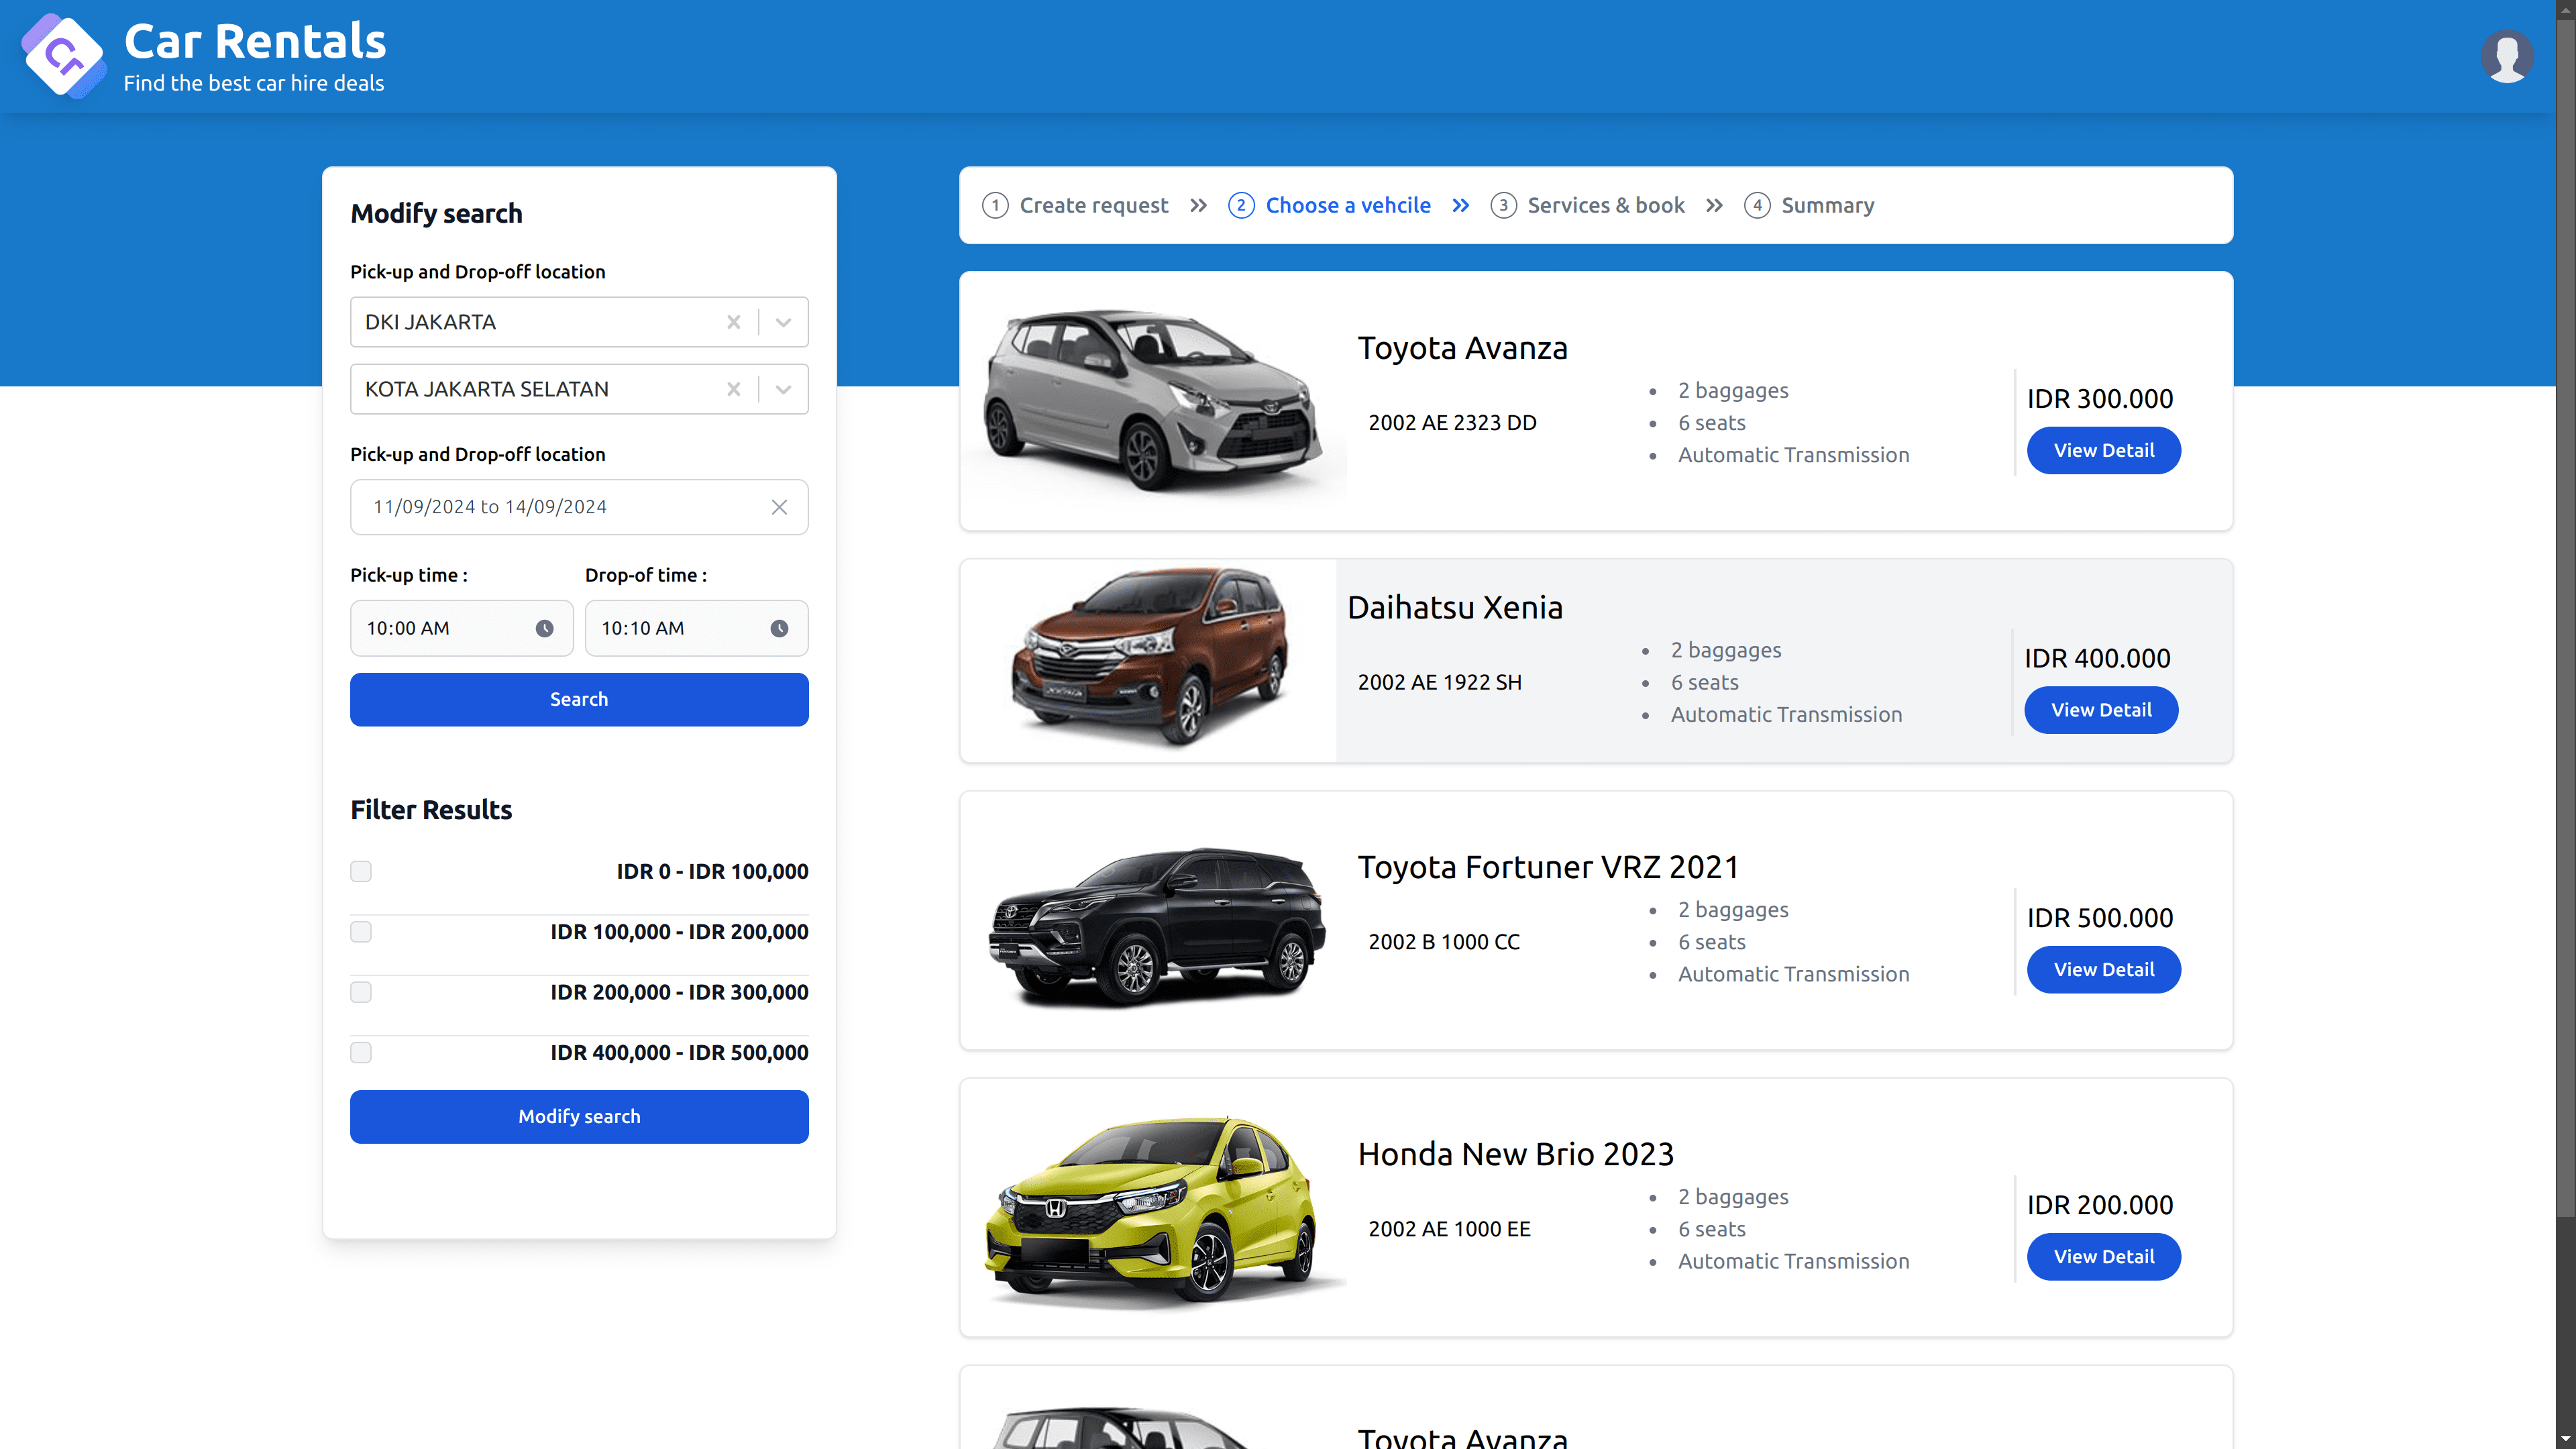 Cr
Car Rentals
Find the best car hire deals
Modify search
Pick-up and Drop-off location
DKI JAKARTA
KOTA JAKARTA SELATAN
Pick-up and Drop-off location
11/09/2024 to 14/09/2024
Pick-up time :
Drop-of time :
10:00 AM
10:10 AM
Search
Filter Results
IDR 0 - IDR 100,000
IDR 100,000 - IDR 200,000
IDR 200,000 - IDR 300,000
IDR 400,000 - IDR 500,000
Modify search
1 Create request
2 Choose a vehcile
3 Services & book
4 Summary
Toyota Avanza
2002 AE 2323 DD
2 baggages
6 seats
Automatic Transmission
IDR 300.000
View Detail
Daihatsu Xenia
2002 AE 1922 SH
2 baggages
6 seats
Automatic Transmission
IDR 400.000
View Detail
Toyota Fortuner VRZ 2021
2002 B 1000 CC
2 baggages
6 seats
Automatic Transmission
IDR 500.000
View Detail
Honda New Brio 2023
2002 AE 1000 EE
2 baggages
6 seats
Automatic Transmission
IDR 200.000
View Detail
Toyota Avanza